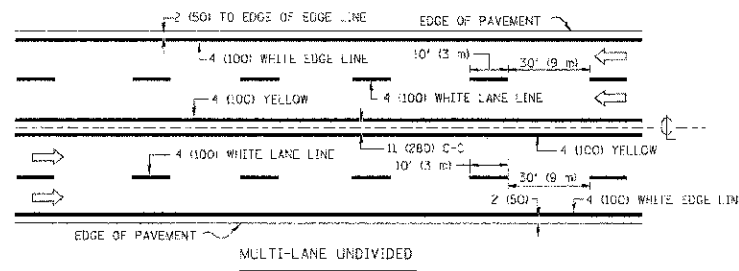 2 (50) TO EDGE OF EDGE LINE
EDGE OF PAVEMENT
4 (100) WHITE EDGE LINE
10' (3 m)
30' (9 m)
4 (100) YELLOW
4 (100) WHITE LANE LINE
4 (100) WHITE LANE LINE
11 (280) C-C
4 (100) YELLOW
10' (3 m)
30' (9 m)
2 (50)
4 (100) WHITE EDGE LIN
EDGE OF PAVEMENT
MULTI-LANE UNDIVIDED